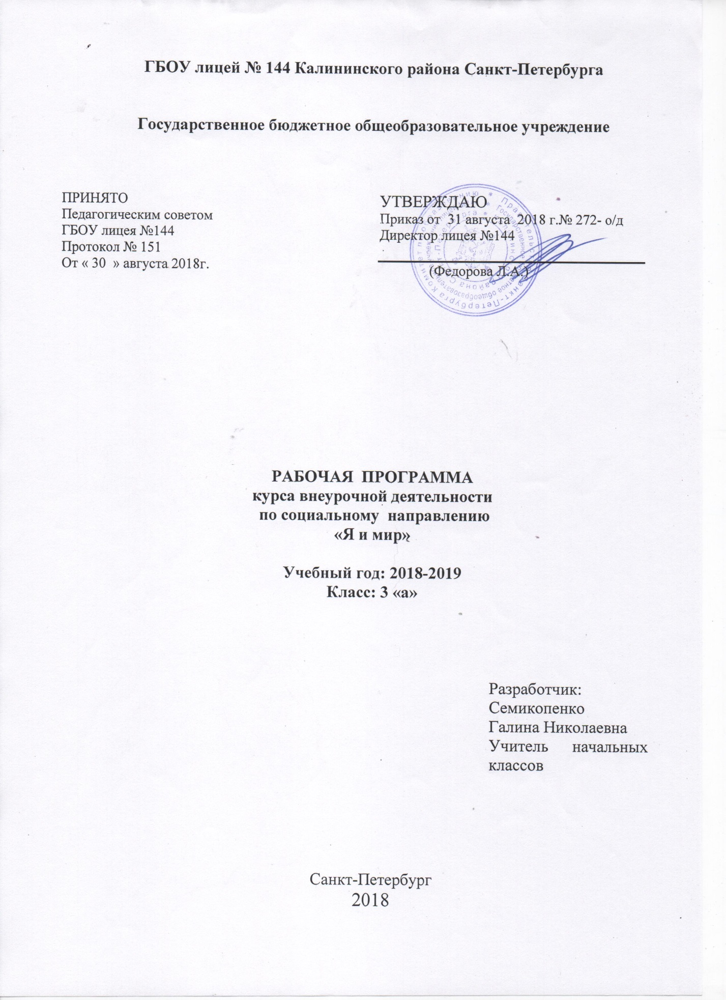 ГБОУ лицей № 144 Калининского района Санкт-Петербурга
Государственное бюджетное общеобразовательное учреждение
ПРИНЯТО
Педагогическим советом
ГБОУ лицея №144
Протокол № 151
От « 30 » августа 2018г.
УТВЕРЖДАЮ
Приказ от 31 августа 2018 г.№ 272- о/д
Директор лицея №144
(Федорова Л.А.)
РАБОЧАЯ ПРОГРАММА
курса внеурочной деятельности
по социальному направлению
«Я и мир»
Учебный год: 2018-2019
Класс: 3 «а»
Разработчик:
Семикопенко
Галина Николаевна
Учитель начальных
классов
Санкт-Петербург
2018